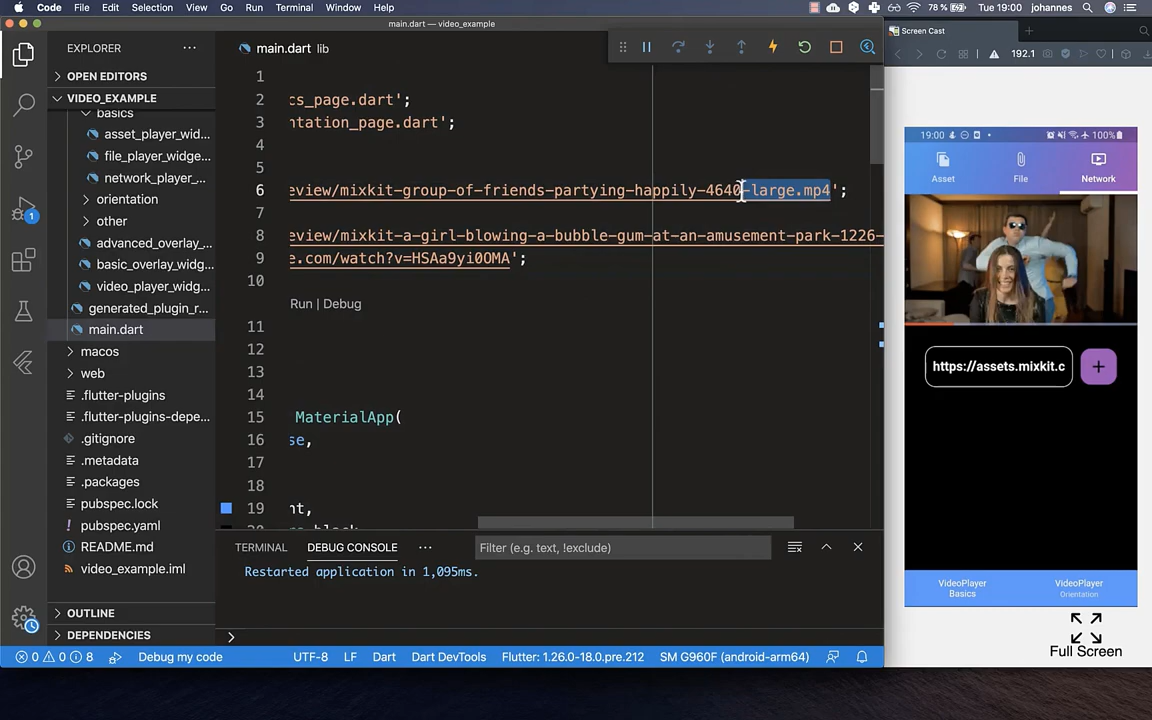 Code File Edit Selection View Go Run Terminal Window Help 78 % Tue 19:00 johannes
main.dart — video_example
Screen Cast
EXPLORER
main.dart lib
192.1
OPEN EDITORS
VIDEO_EXAMPLE
basics
asset_player_wid...
file_player_widge...
network_player_...
orientation
other
advanced_overlay_...
basic_overlay_widg...
video_player_widg...
generated_plugin_r...
main.dart
macos
web
.flutter-plugins
.flutter-plugins-depe...
.gitignore
.metadata
.packages
pubspec.lock
pubspec.yaml
README.md
video_example.iml
OUTLINE
DEPENDENCIES
1
1
2 cs_page.dart';
3 ntation_page.dart';
4
5
6 eview/mixkit-group-of-friends-partying-happily-4640-large.mp4';
7
8 eview/mixkit-a-girl-blowing-a-bubble-gum-at-an-amusement-park-1226-
9 e.com/watch?v=HSAa9yi0OMA';
10
Run | Debug
11
12
13
14
15 MaterialApp(
16 se,
17
18
19 nt,
TERMINAL DEBUG CONSOLE
Filter (e.g. text, !exclude)
Restarted application in 1,095ms.
19:00 100%
Asset File Network
https://assets.mixkit.c
+
VideoPlayer
Basics
VideoPlayer
Orientation
Full Screen
0 0 8 Debug my code UTF-8 LF Dart Dart DevTools Flutter: 1.26.0-18.0.pre.212 SM G960F (android-arm64)